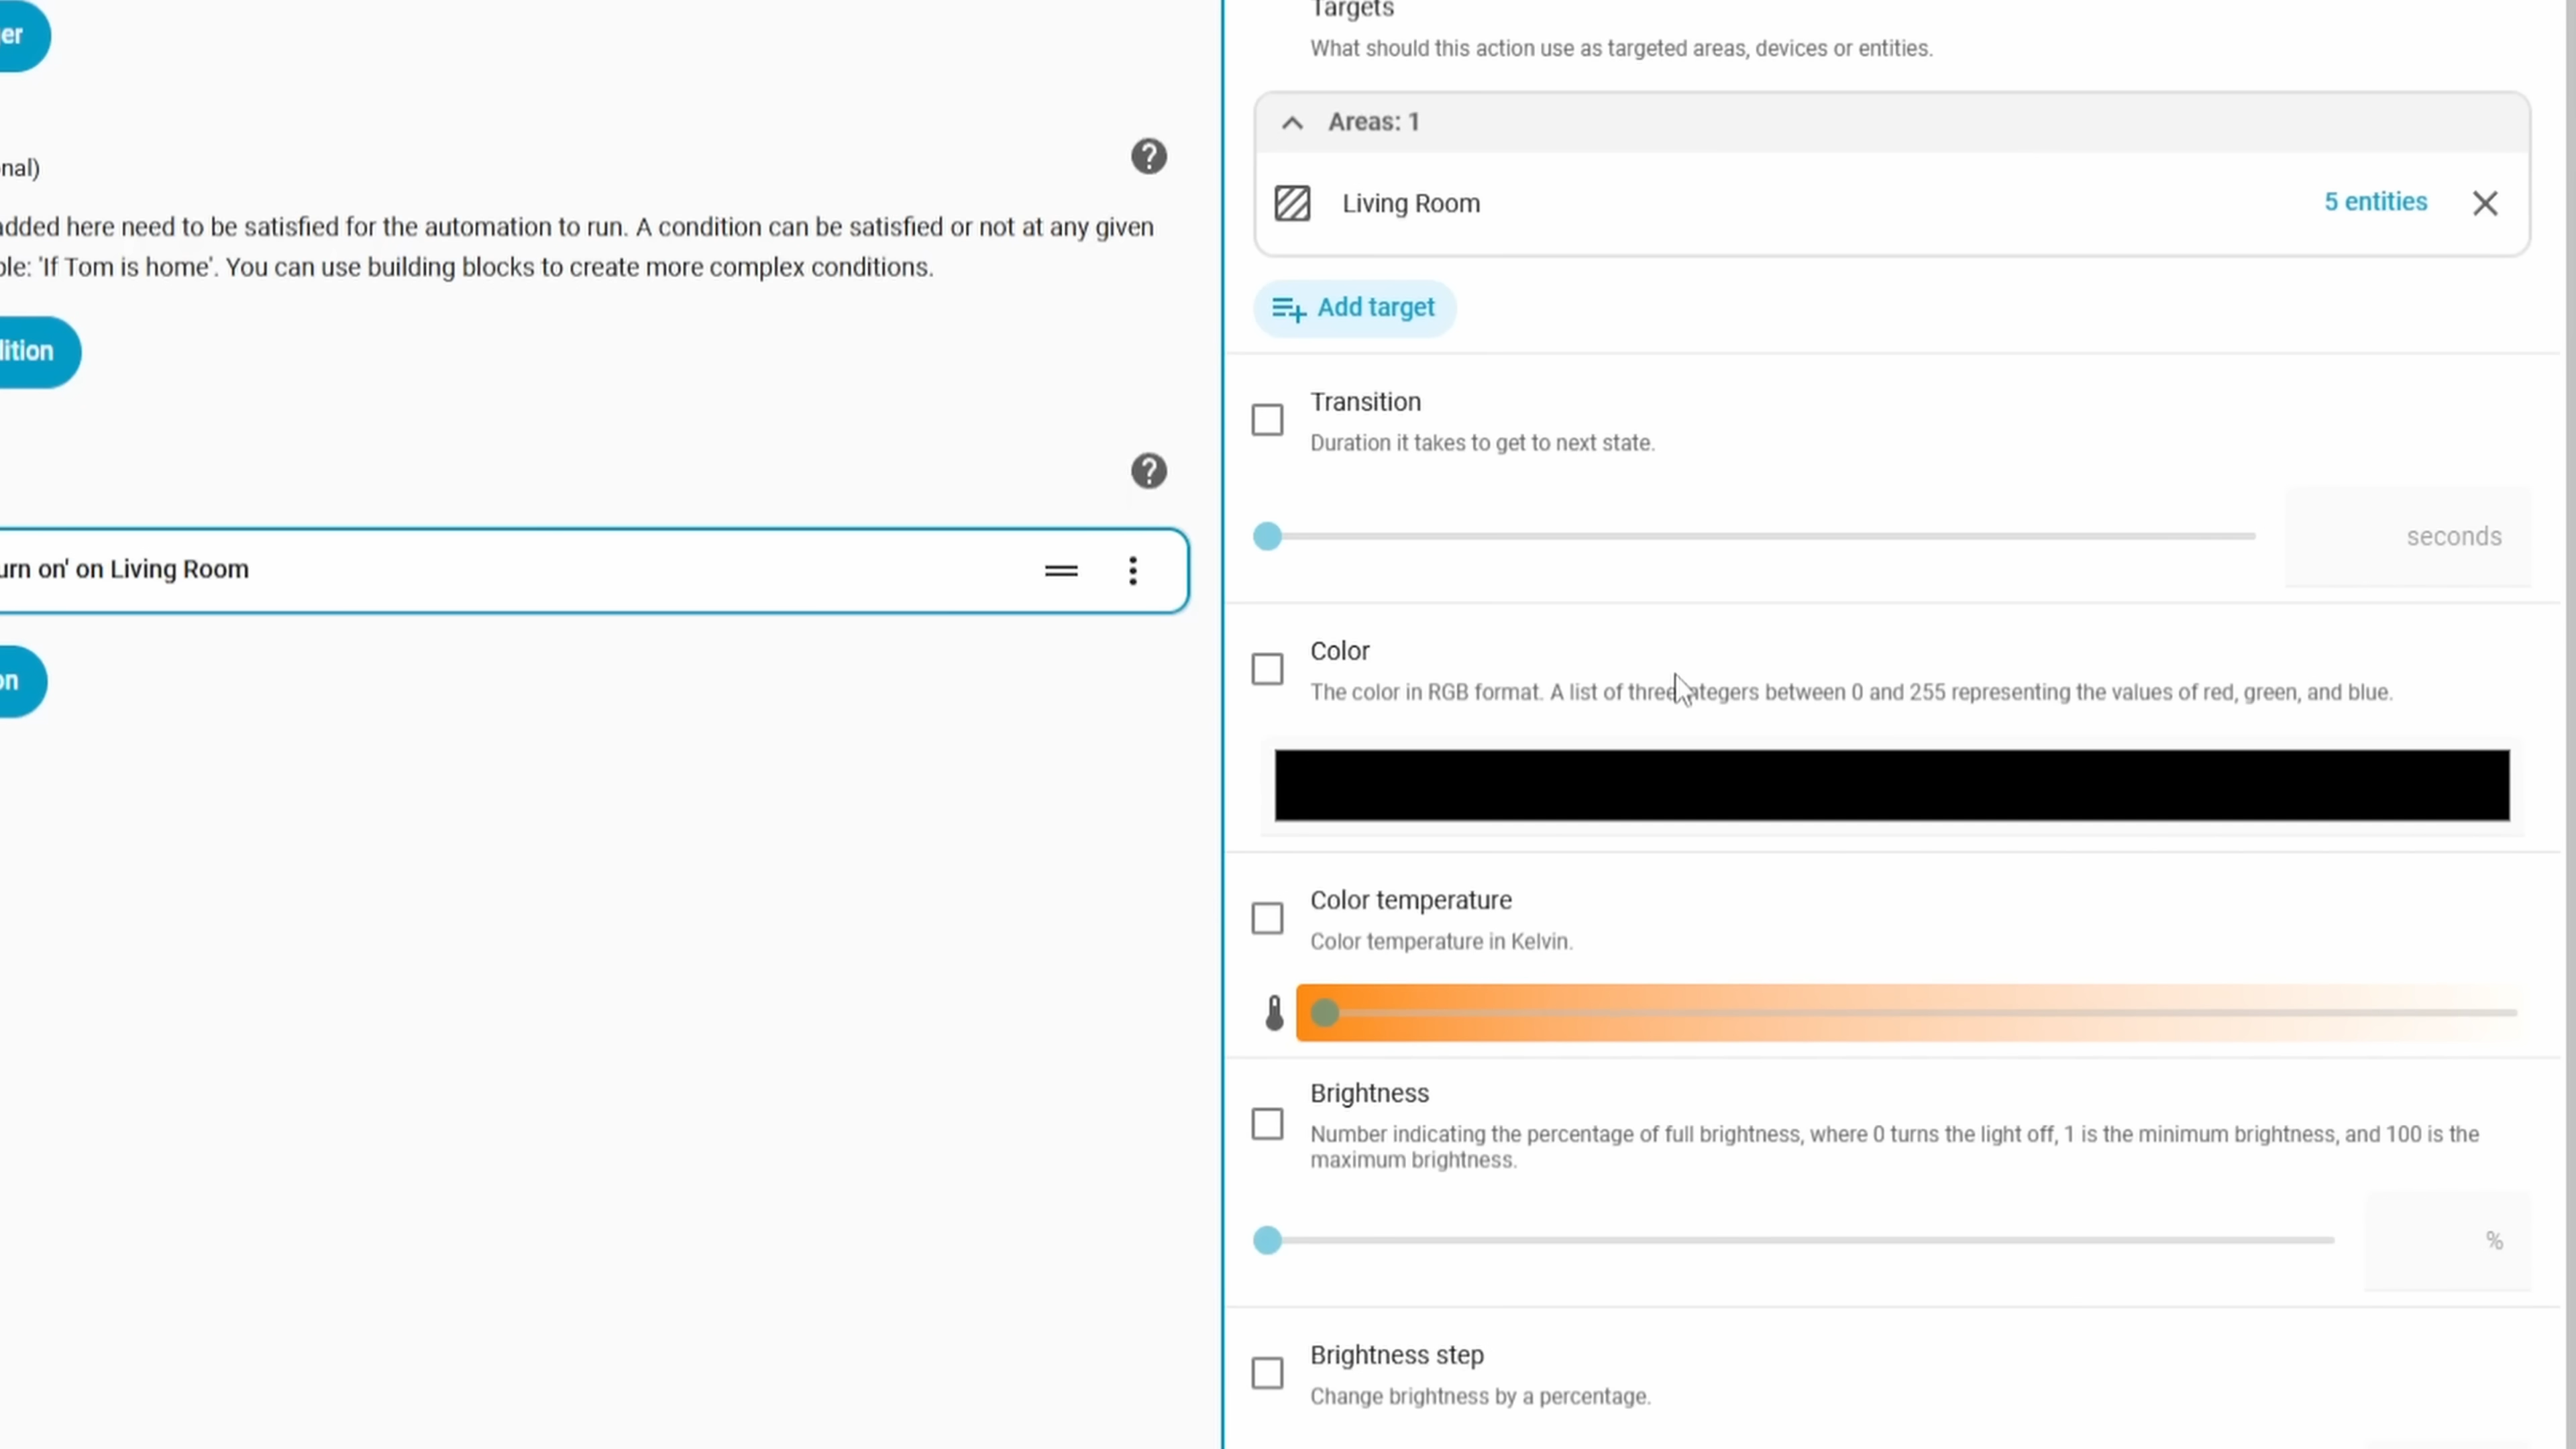 er
nal)
added here need to be satisfied for the automation to run. A condition can be satisfied or not at any given
ple: 'If Tom is home'. You can use building blocks to create more complex conditions.
dition
urn on' on Living Room
on
Targets
What should this action use as targeted areas, devices or entities.
Areas: 1
Living Room
5 entities
Add target
Transition
Duration it takes to get to next state.
seconds
Color
The color in RGB format. A list of three integers between 0 and 255 representing the values of red, green, and blue.
Color temperature
Color temperature in Kelvin.
Brightness
Number indicating the percentage of full brightness, where 0 turns the light off, 1 is the minimum brightness, and 100 is the
maximum brightness.
%
Brightness step
Change brightness by a percentage.